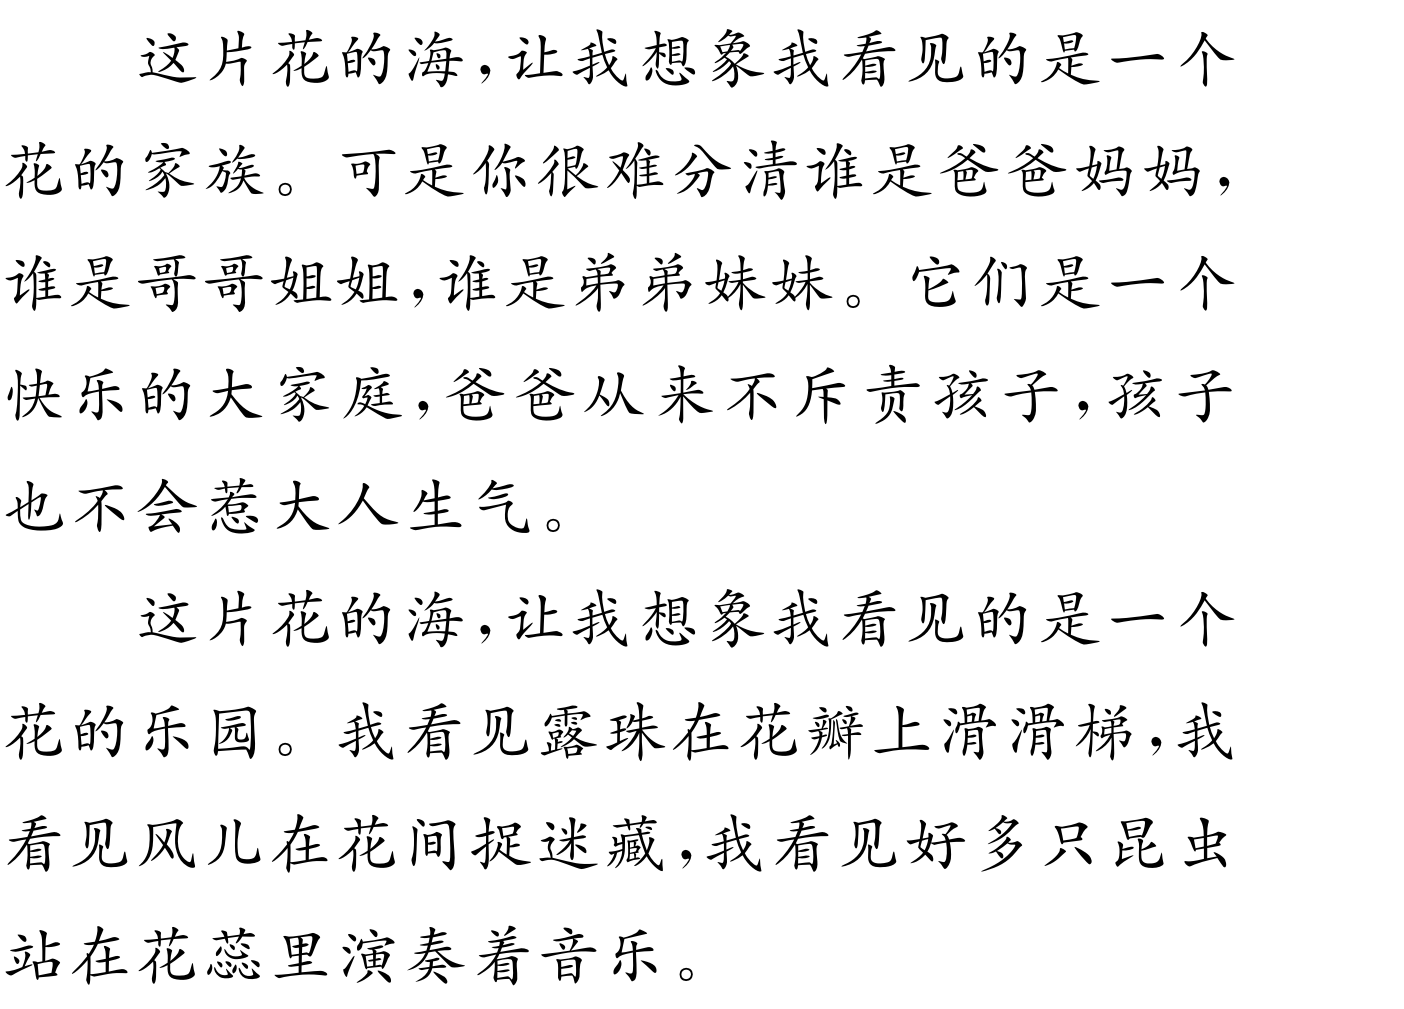 这片花的海，让我想象我看见的是一个
花的家族。可是你很难分清谁是爸爸妈妈，
谁是哥哥姐姐，谁是弟弟妹妹。它们是一个
快乐的大家庭，爸爸从来不斥责孩子，孩子
也不会惹大人生气。
这片花的海，让我想象我看见的是一个
花的乐园。我看见露珠在花瓣上滑滑梯，我
看见风儿在花间捉迷藏，我看见好多只昆虫
站在花蕊里演奏着音乐。